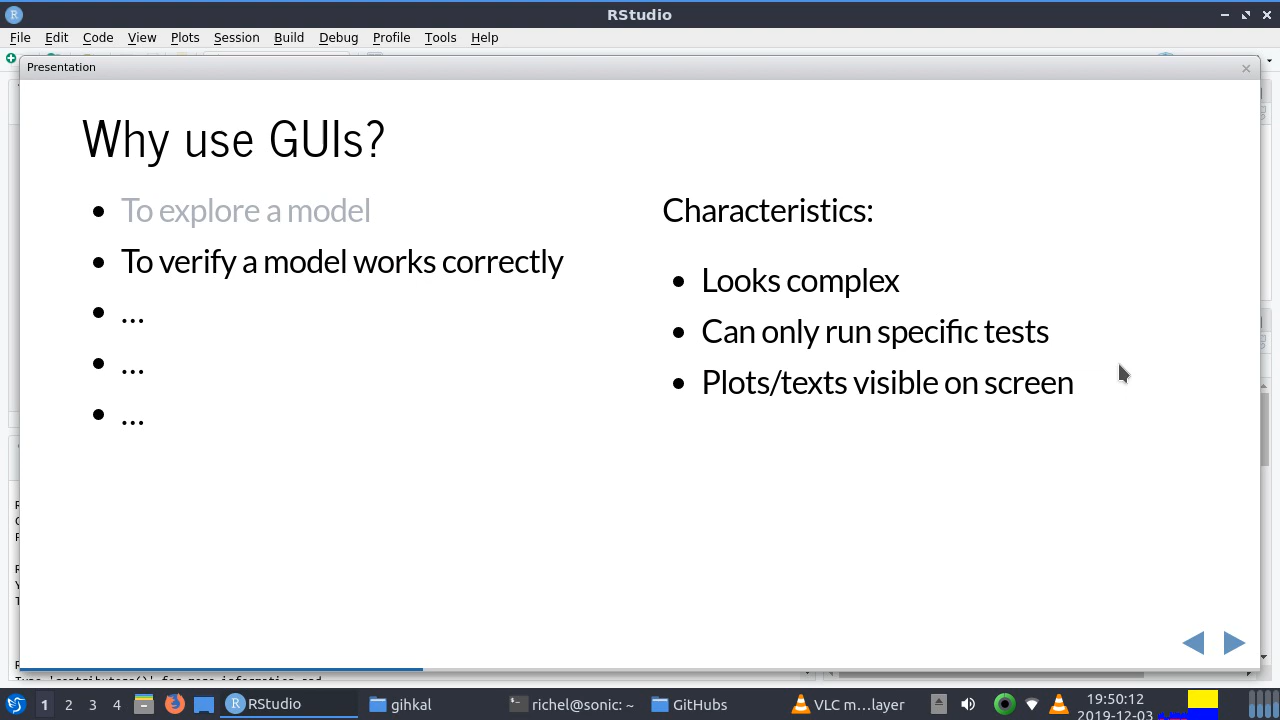 RStudio
File Edit Code View Plots Session Build Debug Profile Tools Help
Presentation
Why use GUIs?
To explore a model
To verify a model works correctly
...
...
...
Characteristics:
Looks complex
Can only run specific tests
Plots/texts visible on screen
1 2 3 4 RStudio gihkal richel@sonic: ~ GitHubs VLC m...layer 19:50:12
2019-12-03